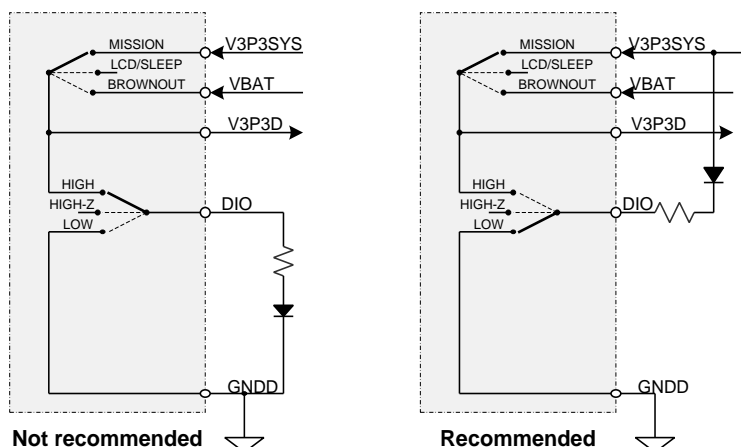 MISSION
V3P3SYS
LCD/SLEEP
BROWNOUT
VBAT
V3P3D
HIGH
HIGH-Z
DIO
LOW
GNDD
Not recommended
MISSION
V3P3SYS
LCD/SLEEP
BROWNOUT
VBAT
V3P3D
HIGH
HIGH-Z
DIO
LOW
GNDD
Recommended